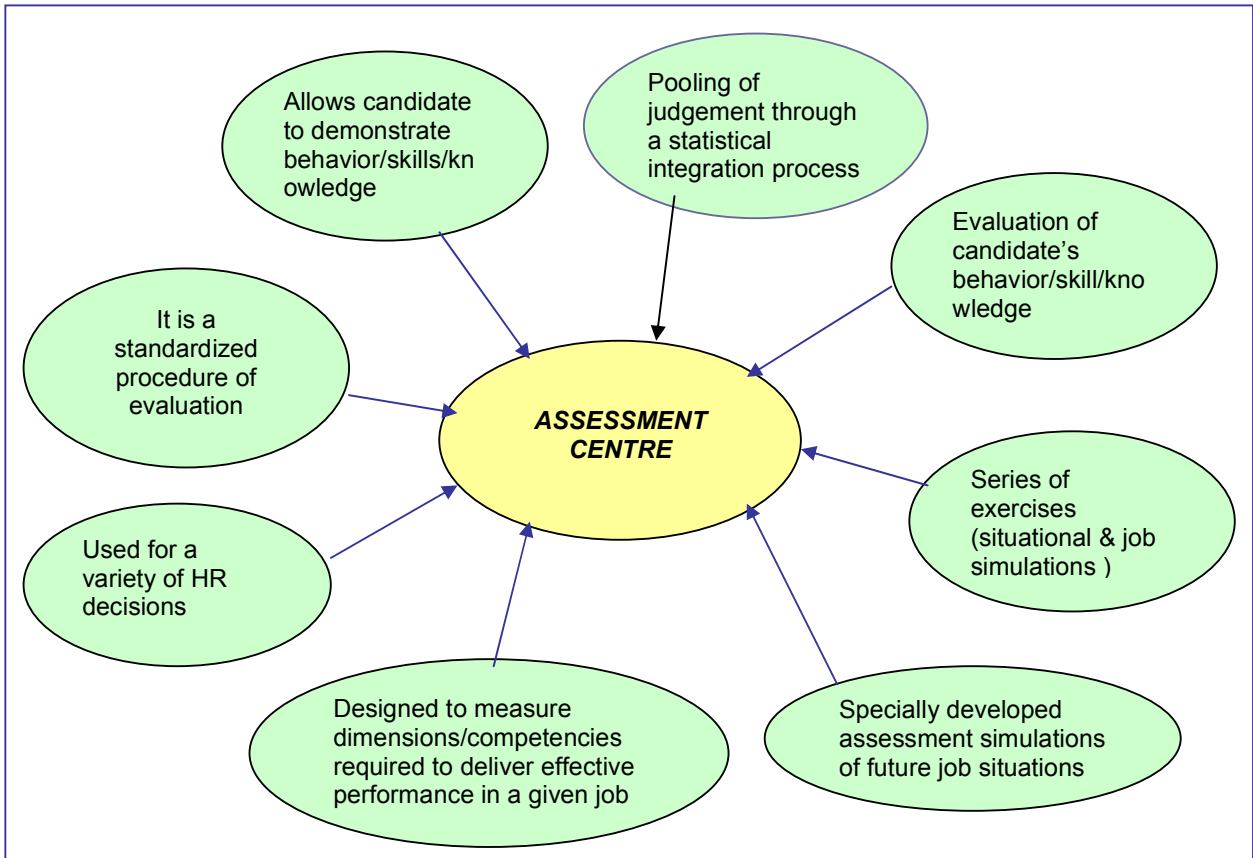 Allows candidate
to demonstrate
behavior/skills/kn
owledge
Pooling of
judgement through
a statistical
integration process
Evaluation of
candidate's
behavior/skill/kno
wledge
It is a
standardized
procedure of
evaluation
ASSESSMENT
CENTRE
Series of
exercises
(situational & job
simulations )
Used for a
variety of HR
decisions
Designed to measure
dimensions/competencies
required to deliver effective
performance in a given job
Specially developed
assessment simulations
of future job situations